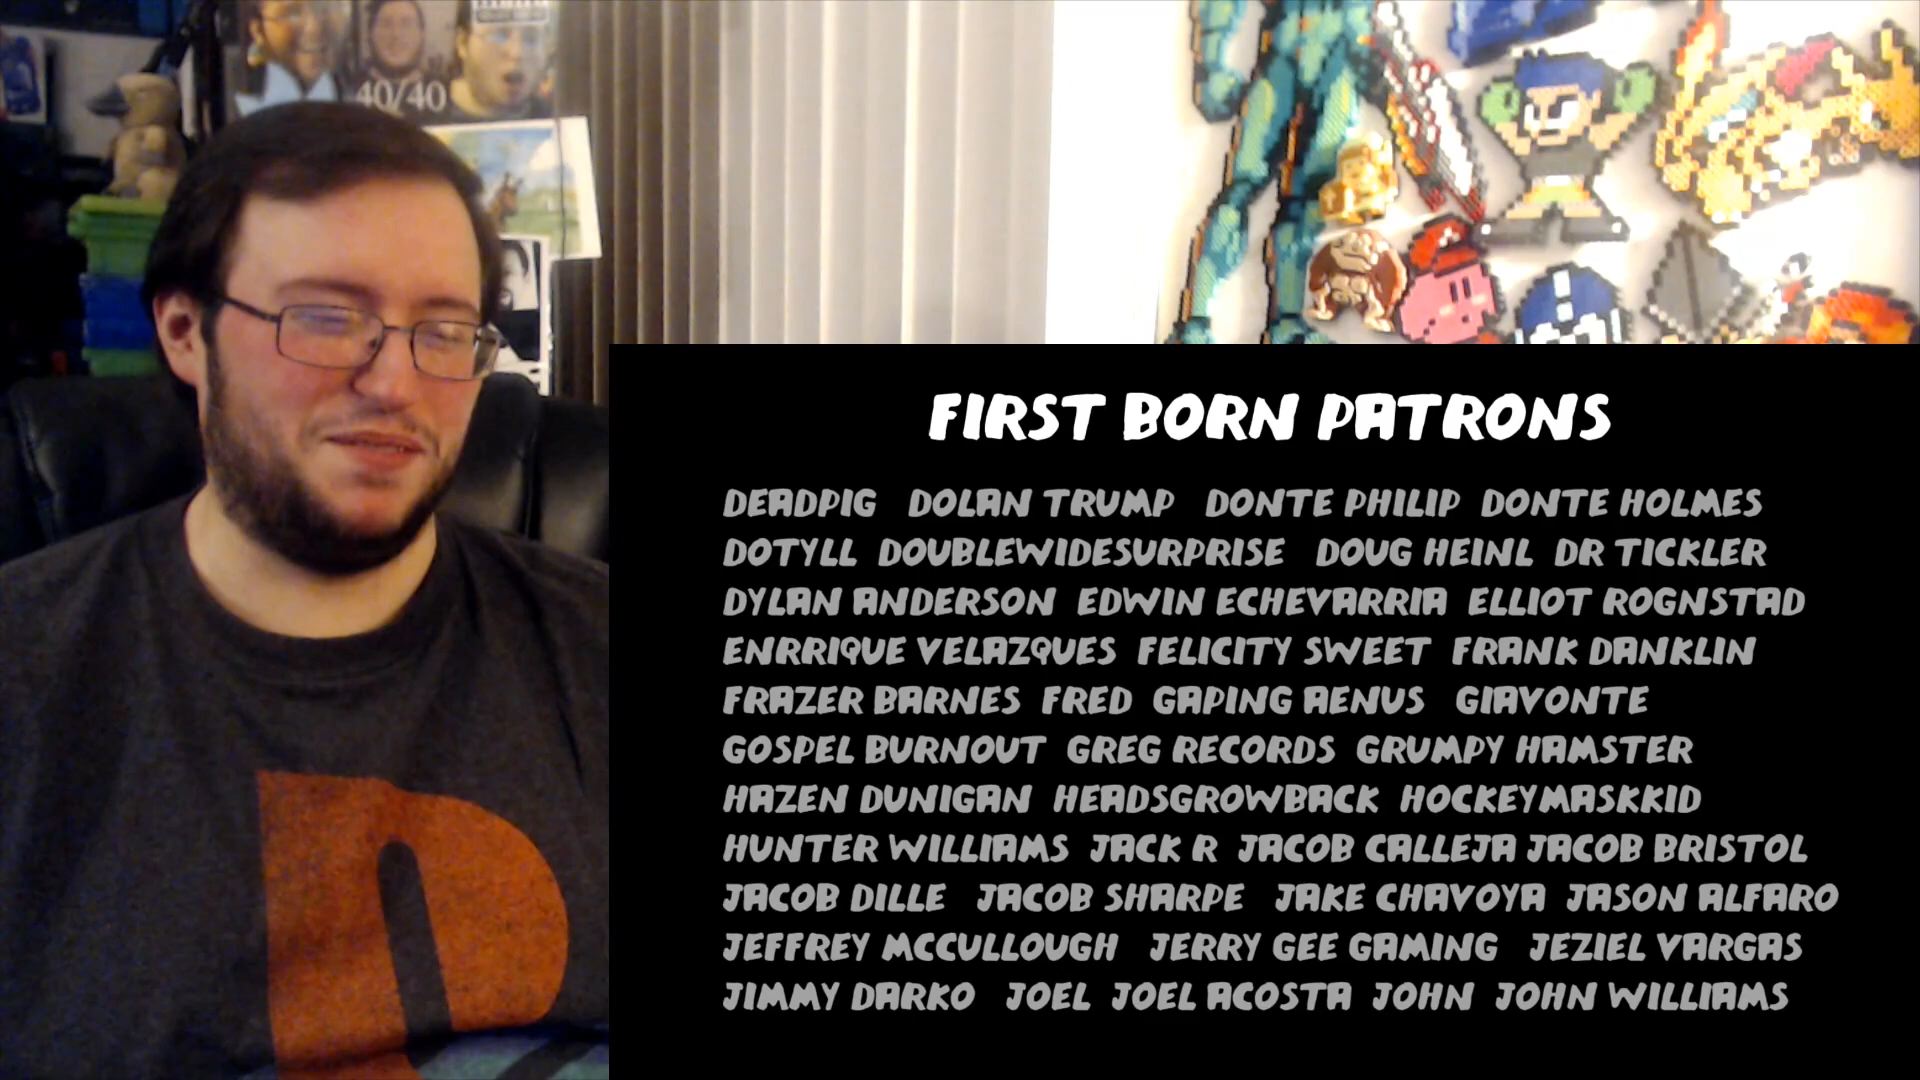 40/40
FIRST BORN PATRONS
DEADPIG DOLAN TRUMP DONTE PHILIP DONTE HOLMES
DOTYLL DOUBLEWIDESURPRISE DOUG HEINL DR TICKLER
DYLAN ANDERSON EDWIN ECHEVARRIA ELLIOT ROGNSTAD
ENRRIQUE VELAZQUES FELICITY SWEET FRANK DANKLIN
FRAZER BARNES FRED GAPING AENUS GIAVONTE
GOSPEL BURNOUT GREG RECORDS GRUMPY HAMSTER
HAZEN DUNIGAN HEADSGROWBACK HOCKEYMASKKID
HUNTER WILLIAMS JACK R JACOB CALLEJA JACOB BRISTOL
JACOB DILLE JACOB SHARPE JAKE CHAVOYA JASON ALFARO
JEFFREY MCCULLOUGH JERRY GEE GAMING JEZIEL VARGAS
JIMMY DARKO JOEL JOEL ACOSTA JOHN JOHN WILLIAMS